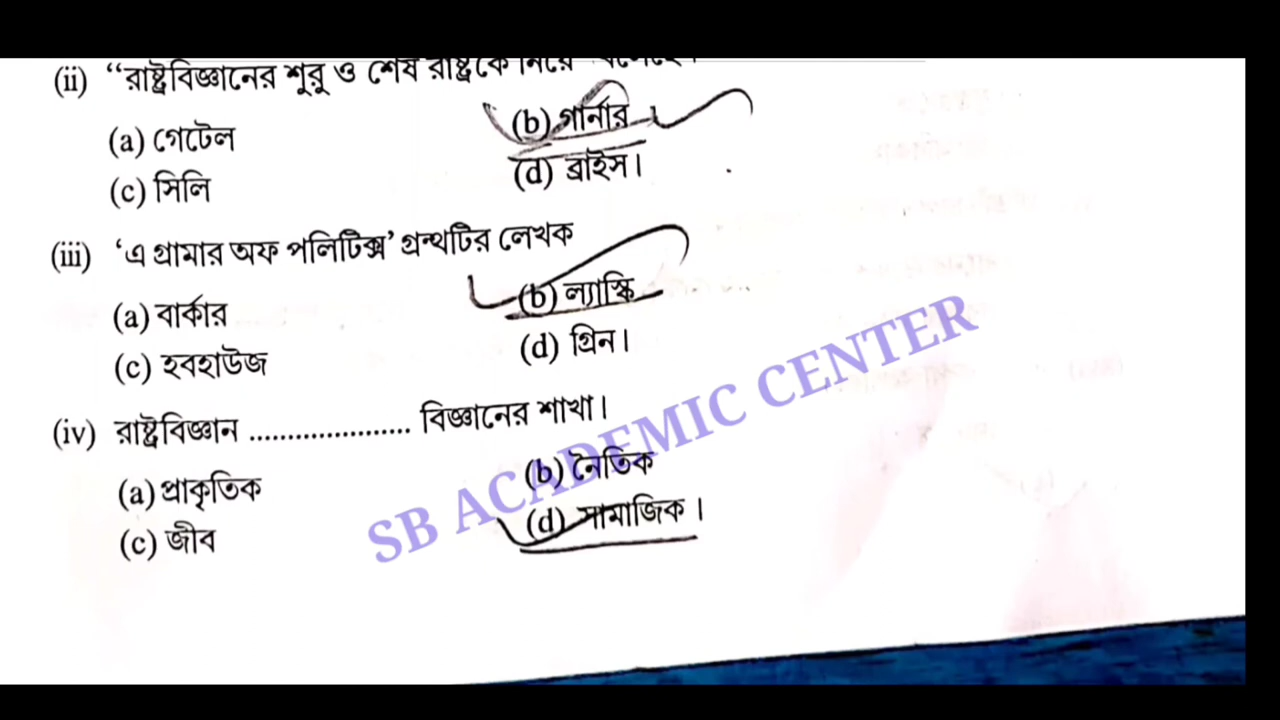 (ii) “রাষ্ট্রবিজ্ঞানের শুরু ও শেষ রাষ্ট্রকে নিয়ে
(a) গেটেল (b) গার্নার
(c) সিলি (d) ব্রাইস।
(iii) ‘এ গ্রামার অফ পলিটিক্স’ গ্রন্থটির লেখক
(a) বার্কার (b) ল্যাস্কি
(c) হবহাউজ (d) গ্রিন।
(iv) রাষ্ট্রবিজ্ঞান ..................... বিজ্ঞানের শাখা।
(a) প্রাকৃতিক (b) নৈতিক
(c) জীব (d) সামাজিক।
SB ACADEMIC CENTER